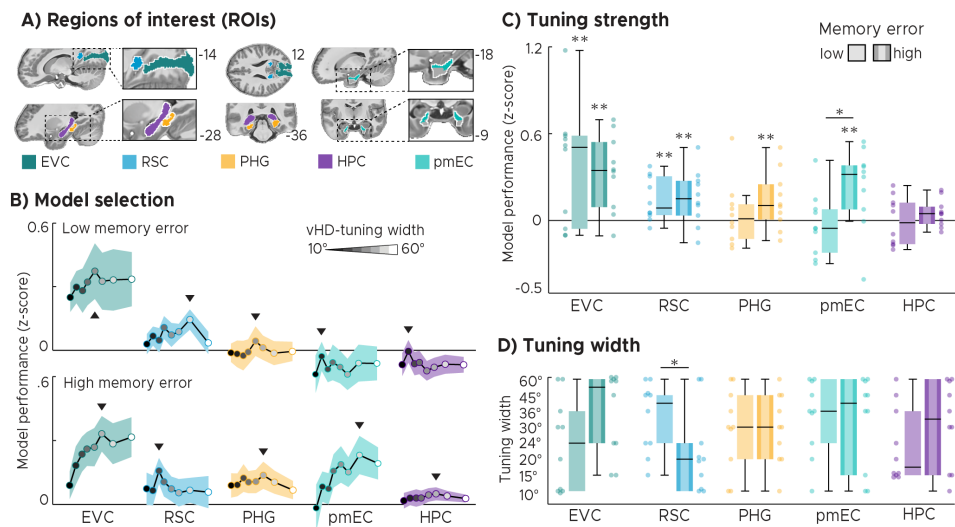 A) Regions of interest (ROIs)
-14
12
-18
-28
-36
-9
EVC
RSC
PHG
HPC
pmEC
B) Model selection
0.6
Low memory error
vHD-tuning width
10°
60°
0
.6
High memory error
0
Model performance (z-score)
EVC
RSC
PHG
pmEC
HPC
C) Tuning strength
Memory error
low
high
1.2
0.6
0
-0.5
Model performance (z-score)
**
**
**
**
**
*
**
EVC
RSC
PHG
pmEC
HPC
D) Tuning width
*
60°
45°
36°
30°
24°
20°
15°
10°
Tuning width
EVC
RSC
PHG
pmEC
HPC